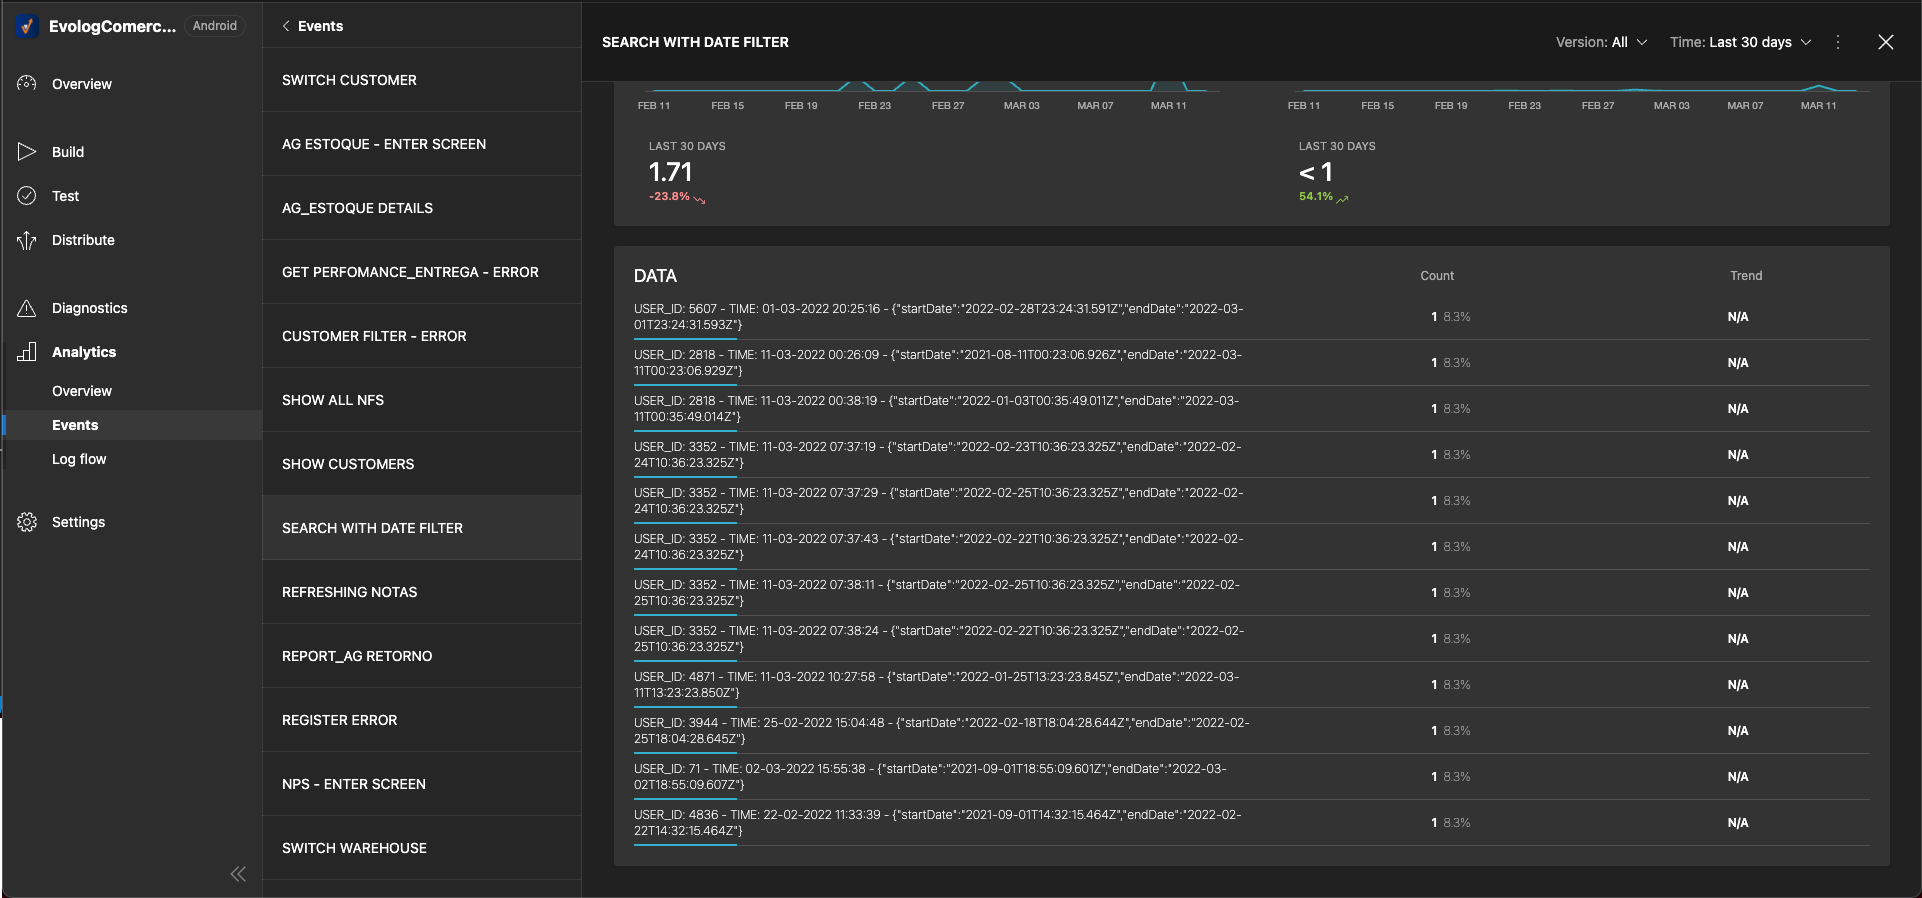 EvologComerc...
Android
Overview
Build
Test
Distribute
Diagnostics
Analytics
Overview
Events
Log flow
Settings
Events
SWITCH CUSTOMER
AG ESTOQUE - ENTER SCREEN
AG_ESTOQUE DETAILS
GET PERFOMANCE_ENTREGA - ERROR
CUSTOMER FILTER - ERROR
SHOW ALL NFS
SHOW CUSTOMERS
SEARCH WITH DATE FILTER
REFRESHING NOTAS
REPORT_AG RETORNO
REGISTER ERROR
NPS - ENTER SCREEN
SWITCH WAREHOUSE
SEARCH WITH DATE FILTER
Version: All
Time: Last 30 days
FEB 11 FEB 15 FEB 19 FEB 23 FEB 27 MAR 03 MAR 07 MAR 11
LAST 30 DAYS
1.71
-23.8%
FEB 11 FEB 15 FEB 19 FEB 23 FEB 27 MAR 03 MAR 07 MAR 11
LAST 30 DAYS
< 1
54.1%
DATA Count Trend
USER_ID: 5607 - TIME: 01-03-2022 20:25:16 - {"startDate":"2022-02-28T23:24:31.591Z","endDate":"2022-03-
01T23:24:31.593Z"}
1 8.3% N/A
USER_ID: 2818 - TIME: 11-03-2022 00:26:09 - {"startDate":"2021-08-11T00:23:06.926Z","endDate":"2022-03-
11T00:23:06.929Z"}
1 8.3% N/A
USER_ID: 2818 - TIME: 11-03-2022 00:38:19 - {"startDate":"2022-01-03T00:35:49.011Z","endDate":"2022-03-
11T00:35:49.014Z"}
1 8.3% N/A
USER_ID: 3352 - TIME: 11-03-2022 07:37:19 - {"startDate":"2022-02-23T10:36:23.325Z","endDate":"2022-02-
24T10:36:23.325Z"}
1 8.3% N/A
USER_ID: 3352 - TIME: 11-03-2022 07:37:29 - {"startDate":"2022-02-25T10:36:23.325Z","endDate":"2022-02-
24T10:36:23.325Z"}
1 8.3% N/A
USER_ID: 3352 - TIME: 11-03-2022 07:37:43 - {"startDate":"2022-02-22T10:36:23.325Z","endDate":"2022-02-
24T10:36:23.325Z"}
1 8.3% N/A
USER_ID: 3352 - TIME: 11-03-2022 07:38:11 - {"startDate":"2022-02-25T10:36:23.325Z","endDate":"2022-02-
25T10:36:23.325Z"}
1 8.3% N/A
USER_ID: 3352 - TIME: 11-03-2022 07:38:24 - {"startDate":"2022-02-22T10:36:23.325Z","endDate":"2022-02-
25T10:36:23.325Z"}
1 8.3% N/A
USER_ID: 4871 - TIME: 11-03-2022 10:27:58 - {"startDate":"2022-01-25T13:23:23.845Z","endDate":"2022-03-
11T13:23:23.850Z"}
1 8.3% N/A
USER_ID: 3944 - TIME: 25-02-2022 15:04:48 - {"startDate":"2022-02-18T18:04:28.644Z","endDate":"2022-02-
25T18:04:28.645Z"}
1 8.3% N/A
USER_ID: 71 - TIME: 02-03-2022 15:55:38 - {"startDate":"2021-09-01T18:55:09.601Z","endDate":"2022-03-
02T18:55:09.607Z"}
1 8.3% N/A
USER_ID: 4836 - TIME: 22-02-2022 11:33:39 - {"startDate":"2021-09-01T14:32:15.464Z","endDate":"2022-02-
22T14:32:15.464Z"}
1 8.3% N/A